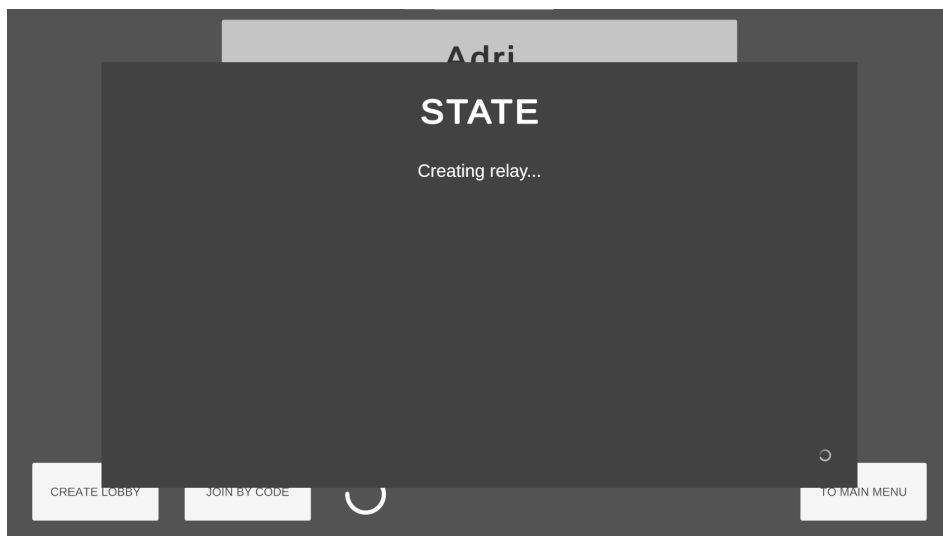 Adri
STATE
Creating relay...
CREATE LOBBY
JOIN BY CODE
TO MAIN MENU